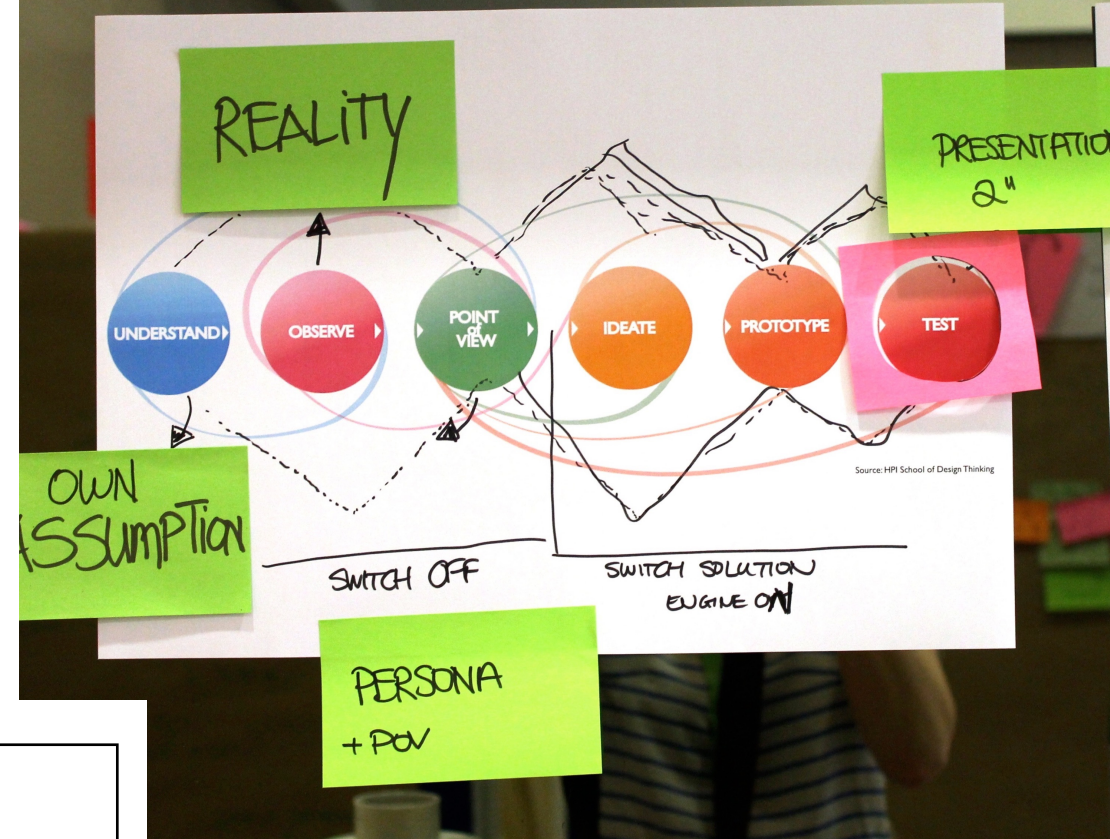 REALITY
PRESENTATIO
2"
UNDERSTAND
OBSERVE
POINT
of
VIEW
IDEATE
PROTOTYPE
TEST
Source: HPI School of Design Thinking
OWN
ASSUMPTION
SWITCH OFF
SWITCH SOLUTION
ENGINE ON
PERSONA
+ POV